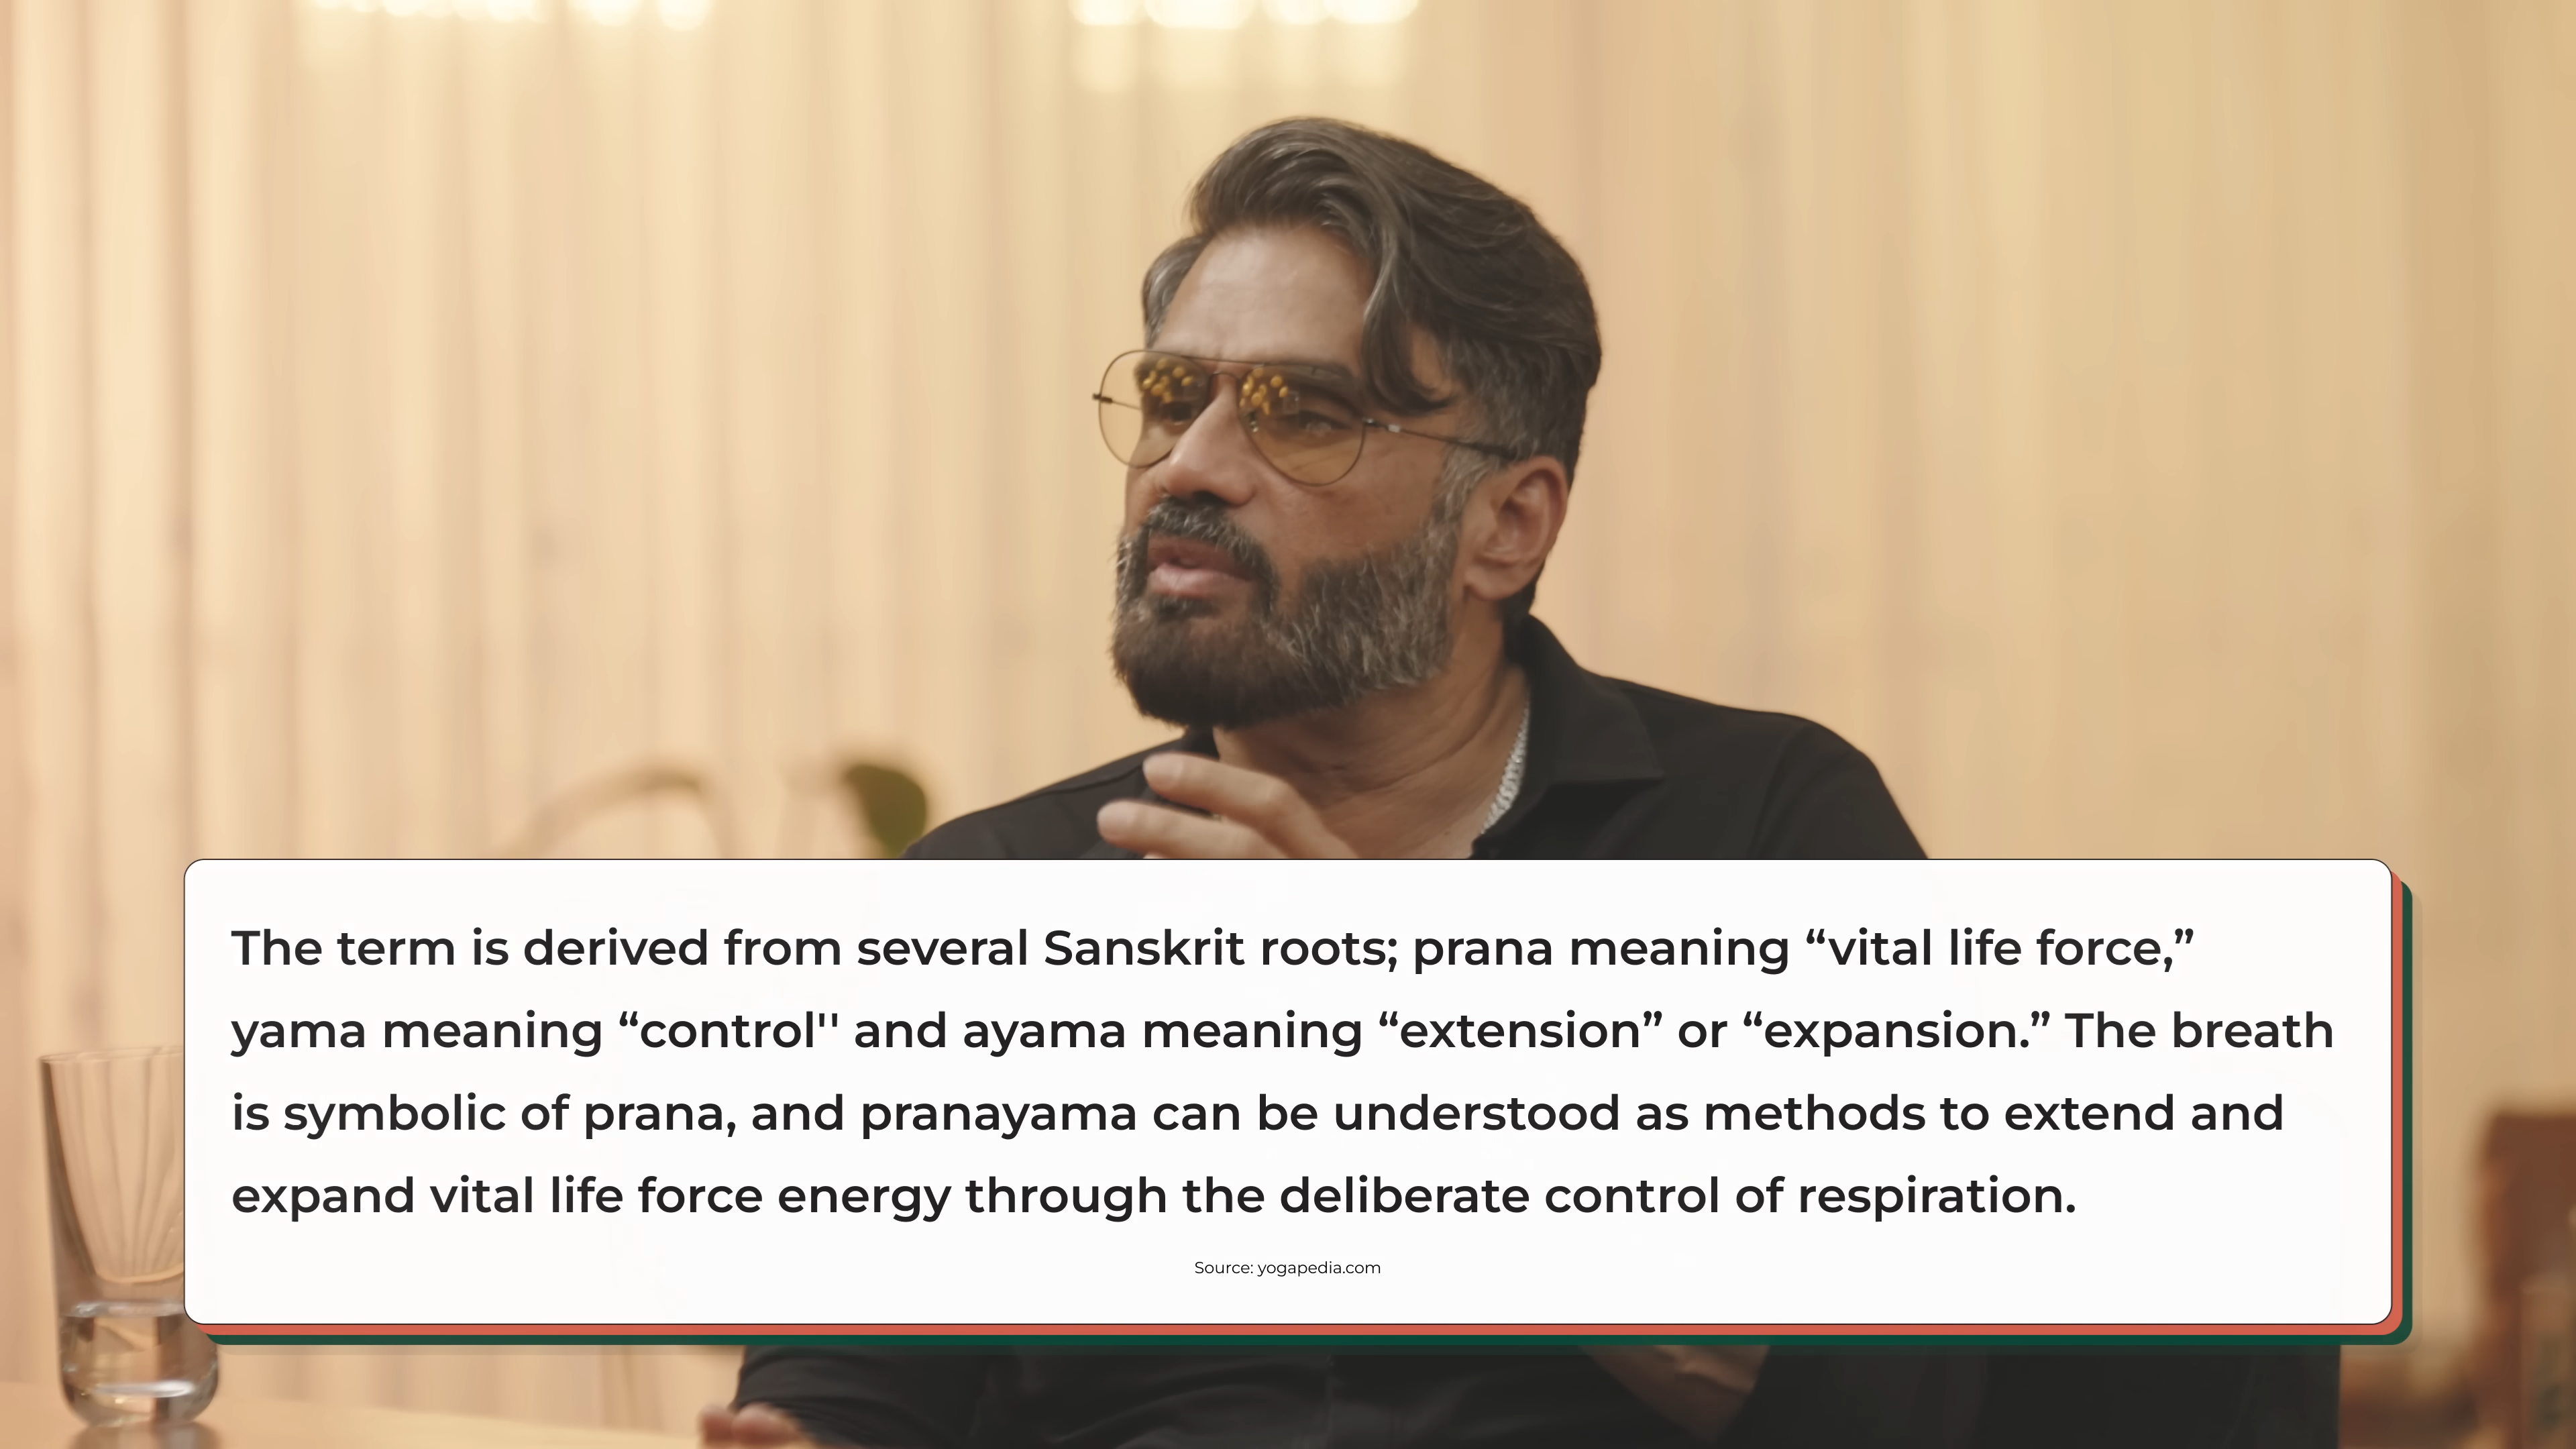 The term is derived from several Sanskrit roots; prana meaning “vital life force,”
yama meaning “control'' and ayama meaning “extension” or “expansion.” The breath
is symbolic of prana, and pranayama can be understood as methods to extend and
expand vital life force energy through the deliberate control of respiration.
Source: yogapedia.com